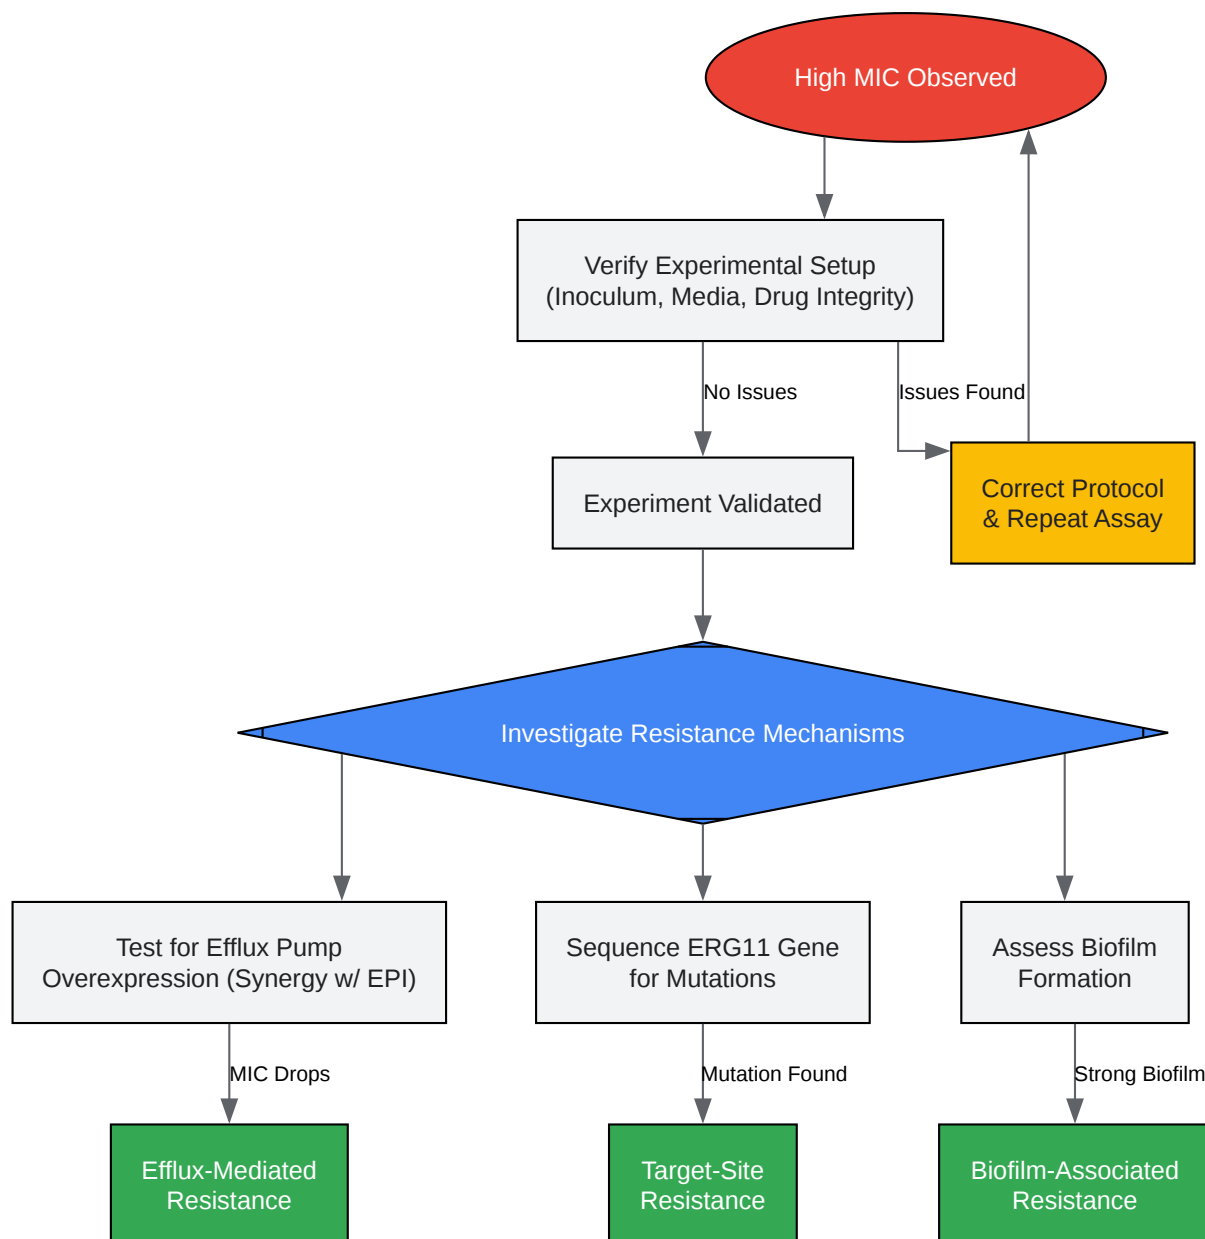 High MIC Observed
Verify Experimental Setup
(Inoculum, Media, Drug Integrity)
No Issues
Issues Found
Experiment Validated
Correct Protocol
& Repeat Assay
Investigate Resistance Mechanisms
Test for Efflux Pump
Overexpression (Synergy w/ EPI)
Sequence ERG11 Gene
for Mutations
Assess Biofilm
Formation
MIC Drops
Mutation Found
Strong Biofilm
Efflux-Mediated
Resistance
Target-Site
Resistance
Biofilm-Associated
Resistance